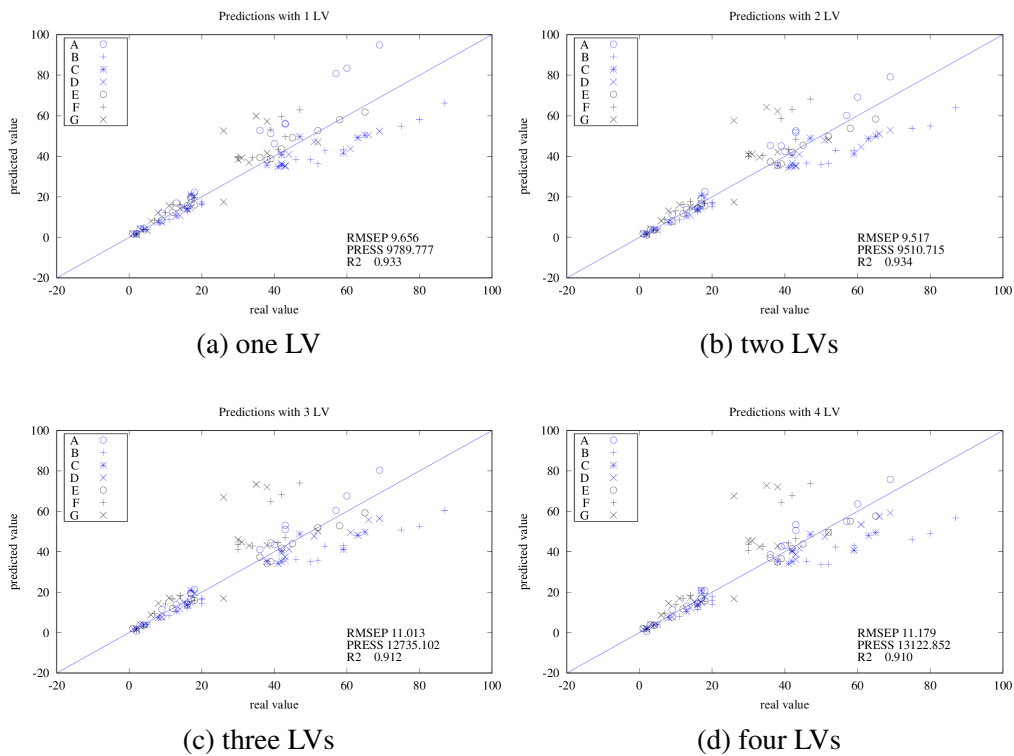 Predictions with 1 LV
100
80
60
40
20
0
-20
-20 0 20 40 60 80 100
predicted value
real value
A
B
C
D
E
F
G
RMSEP 9.656
PRESS 9789.777
R2 0.933
(a) one LV
Predictions with 2 LV
100
80
60
40
20
0
-20
-20 0 20 40 60 80 100
predicted value
real value
A
B
C
D
E
F
G
RMSEP 9.517
PRESS 9510.715
R2 0.934
(b) two LVs
Predictions with 3 LV
100
80
60
40
20
0
-20
-20 0 20 40 60 80 100
predicted value
real value
A
B
C
D
E
F
G
RMSEP 11.013
PRESS 12735.102
R2 0.912
(c) three LVs
Predictions with 4 LV
100
80
60
40
20
0
-20
-20 0 20 40 60 80 100
predicted value
real value
A
B
C
D
E
F
G
RMSEP 11.179
PRESS 13122.852
R2 0.910
(d) four LVs